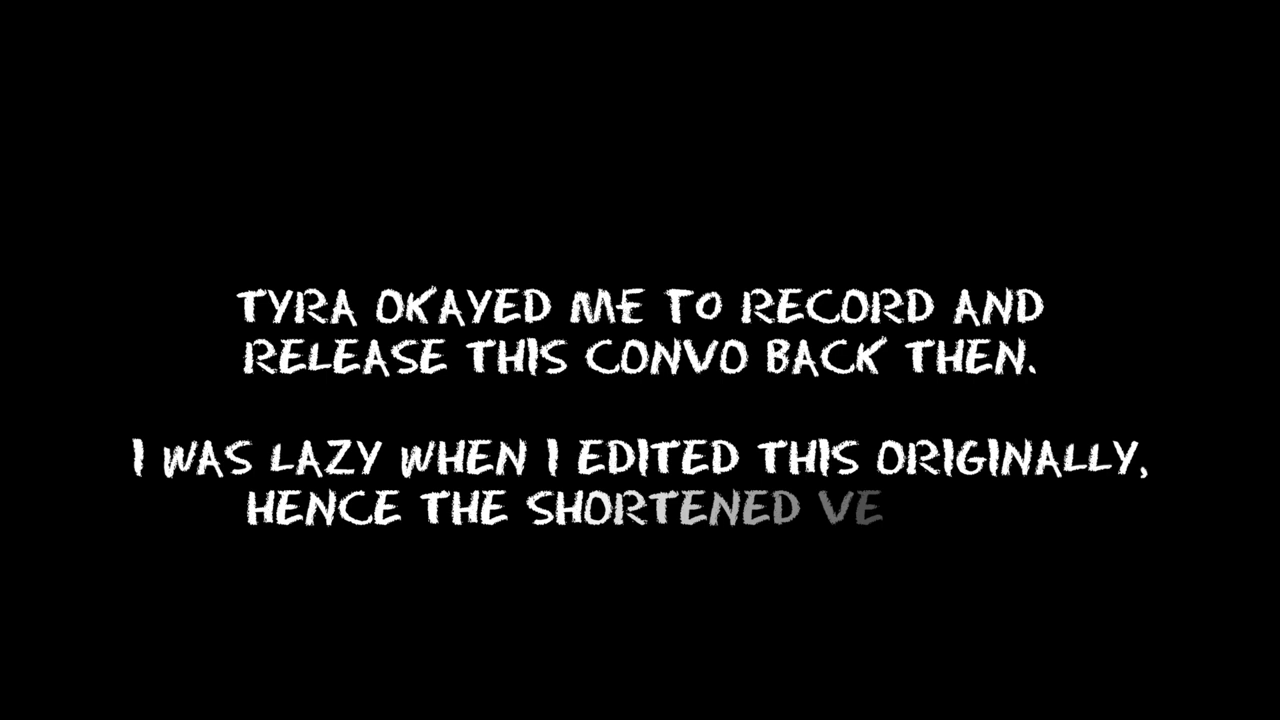 TYRA OKAYED ME TO RECORD AND
RELEASE THIS CONVO BACK THEN.
I WAS LAZY WHEN I EDITED THIS ORIGINALLY,
HENCE THE SHORTENED VE